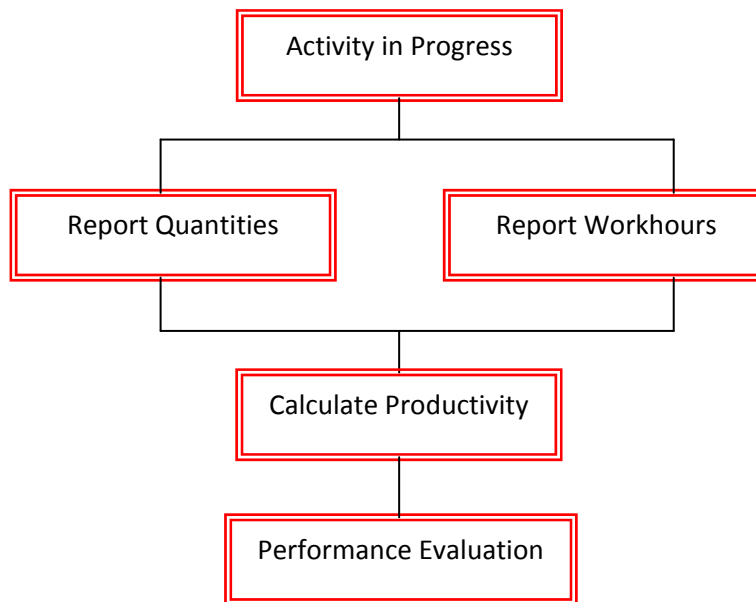 Activity in Progress
Report Quantities
Report Workhours
Calculate Productivity
Performance Evaluation